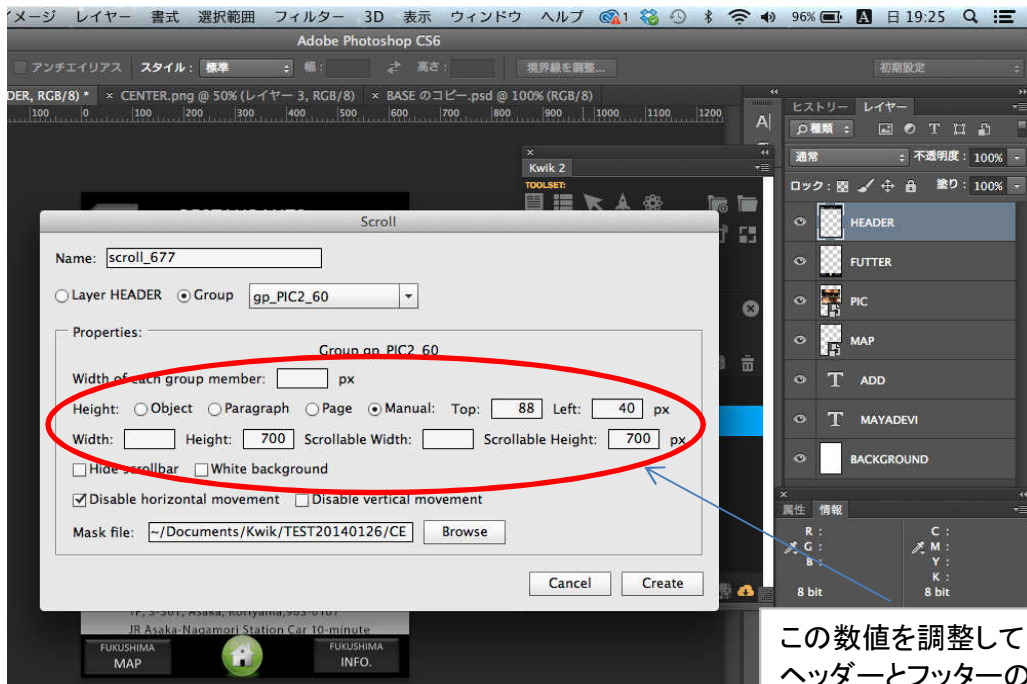 イメージ レイヤー 書式 選択範囲 フィルター 3D 表示 ウィンドウ ヘルプ 1 96% 日 19:25
Adobe Photoshop CS6
アンチエイリアス スタイル: 標準 幅: 高さ: 境界線を調整... 初期設定
DER, RGB/8) * × CENTER.png @ 50% (レイヤー 3, RGB/8) × BASE のコピー.psd @ 100% (RGB/8)
100 0 100 200 300 400 500 600 700 800 900 1000 1100 1200
ヒストリー レイヤー
種類
通常 不透明度: 100%
ロック: 塗り: 100%
HEADER
FUTTER
PIC
MAP
ADD
MAYADEVI
BACKGROUND
属性 情報
R : C :
G : M :
B : Y :
K :
8 bit 8 bit
Kwik 2
TOOLSET:
Scroll
Name: scroll_677
Layer HEADER Group gp_PIC2_60
Properties:
Group gp_PIC2_60
Width of each group member: px
Height: Object Paragraph Page Manual: Top: 88 Left: 40 px
Width: Height: 700 Scrollable Width: Scrollable Height: 700 px
Hide scrollbar White background
Disable horizontal movement Disable vertical movement
Mask file: ~/Documents/Kwik/TEST20140126/CE Browse
Cancel Create
JR Asaka-Nagamori Station Car 10-minute
FUKUSHIMA
MAP
FUKUSHIMA
INFO.
この数値を調整して
ヘッダーとフッターの